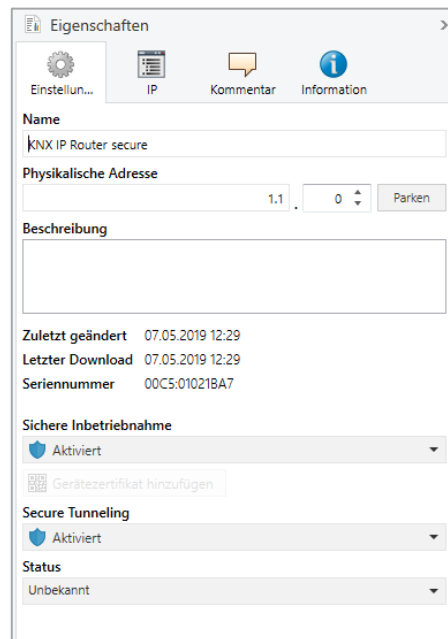 Eigenschaften
Einstellun... IP Kommentar Information
Name
KNX IP Router secure
Physikalische Adresse
1.1 . 0 Parken
Beschreibung
Zuletzt geändert 07.05.2019 12:29
Letzter Download 07.05.2019 12:29
Seriennummer 00C5:01021BA7
Sichere Inbetriebnahme
Aktiviert
Gerätezertifikat hinzufügen
Secure Tunneling
Aktiviert
Status
Unbekannt